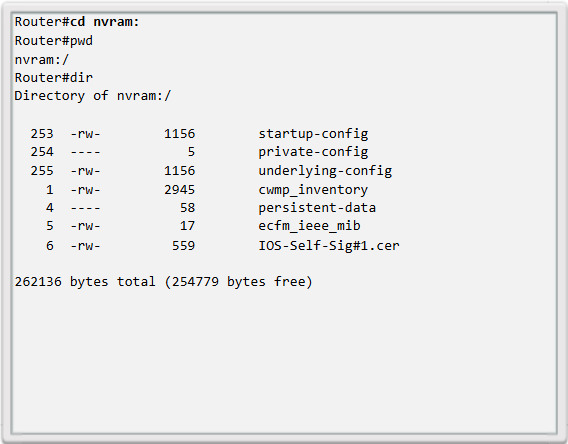 Router#cd nvram:
Router#pwd
nvram:/
Router#dir
Directory of nvram:/
253 -rw- 1156 startup-config
254 ---- 5 private-config
255 -rw- 1156 underlying-config
1 -rw- 2945 cwmp_inventory
4 ---- 58 persistent-data
5 -rw- 17 ecfm_ieee_mib
6 -rw- 559 IOS-Self-Sig#1.cer
262136 bytes total (254779 bytes free)